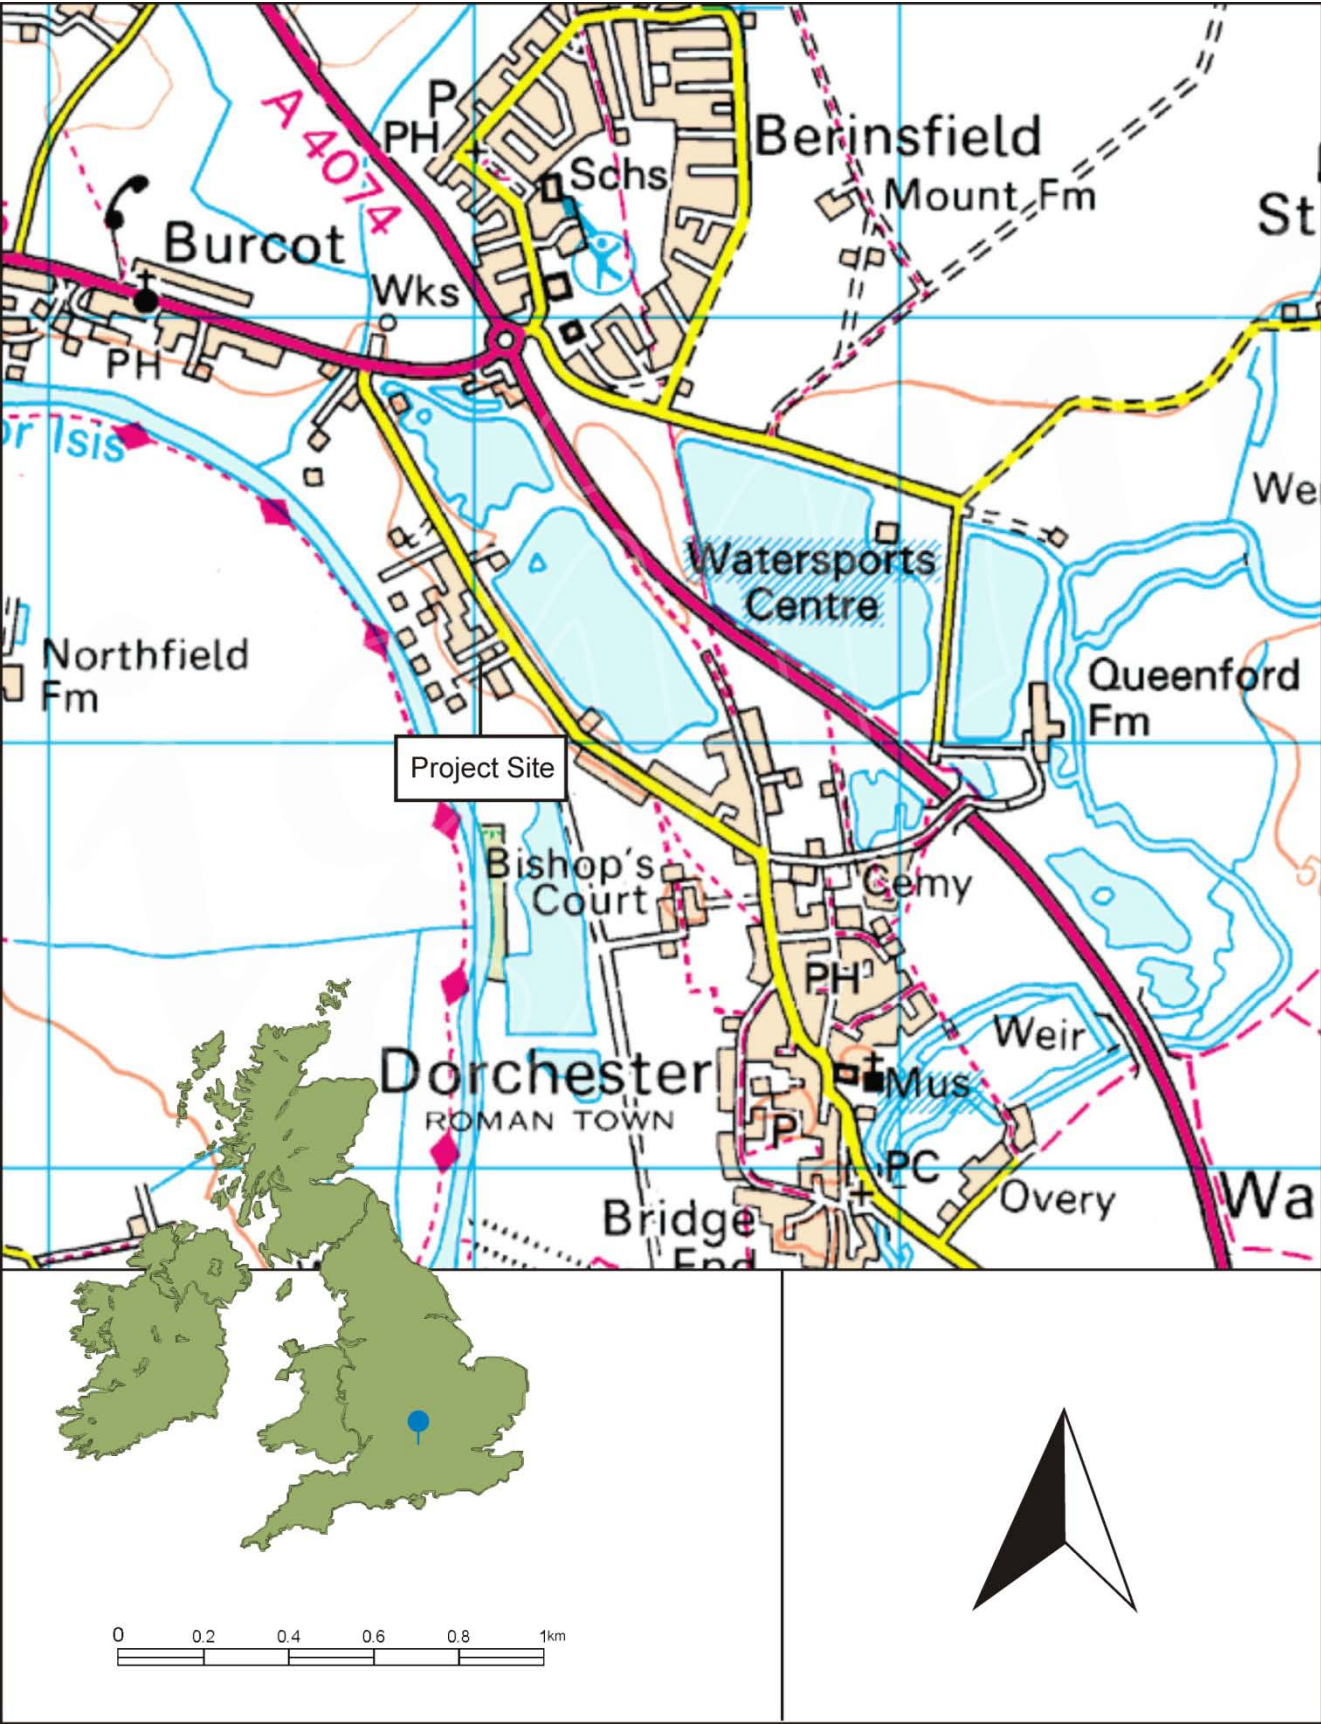 P
PH
A 4074
Berinsfield
Schs
Mount Fm
St
Burcot
Wks
PH
or Isis
We
Watersports
Centre
Northfield
Fm
Queenford
Fm
Project Site
Bishop's
Court
Cemy
PH
Weir
Dorchester
ROMAN TOWN
Mus
P
PC
Overy
Wa
Bridge
End
0 0.2 0.4 0.6 0.8 1km